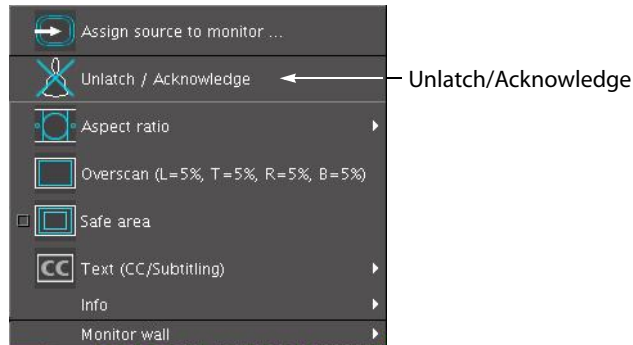 Assign source to monitor ...
Unlatch / Acknowledge
Unlatch/Acknowledge
Aspect ratio
Overscan (L=5%, T=5%, R=5%, B=5%)
Safe area
CC Text (CC/Subtitling)
Info
Monitor wall